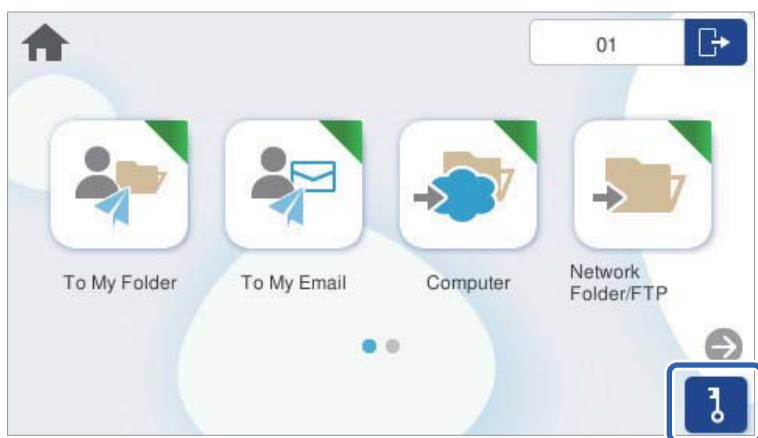 01
To My Folder
To My Email
Computer
Network
Folder/FTP